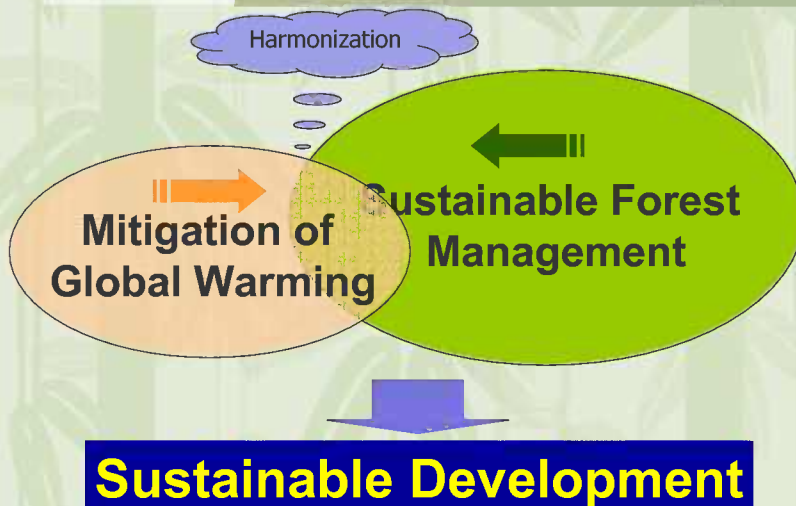 Harmonization
Sustainable Forest
Management
Mitigation of
Global Warming
Sustainable Development